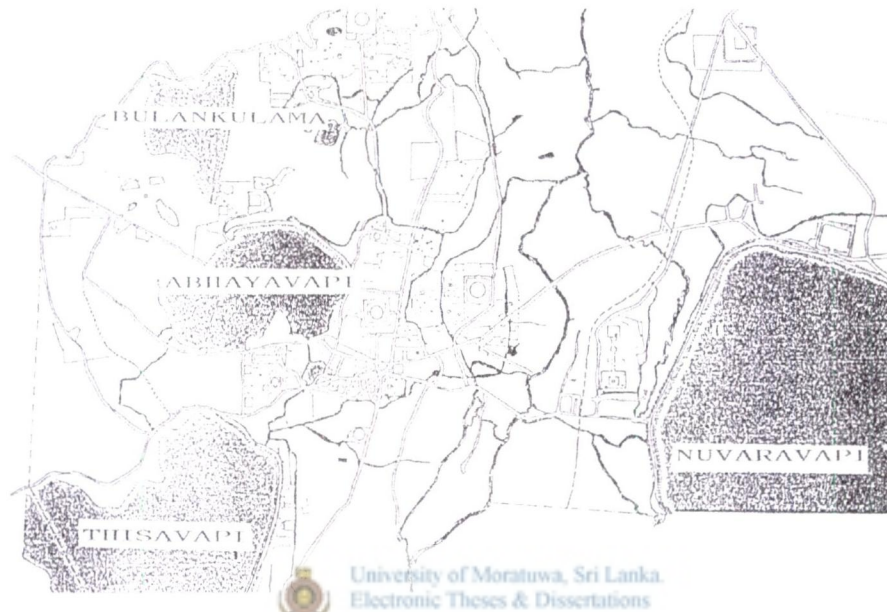 BULANKULAMA
ABHAYAVAPI
NUVARAVAPI
THISAVAPI
University of Moratuwa, Sri Lanka.
Electronic Theses & Dissertations